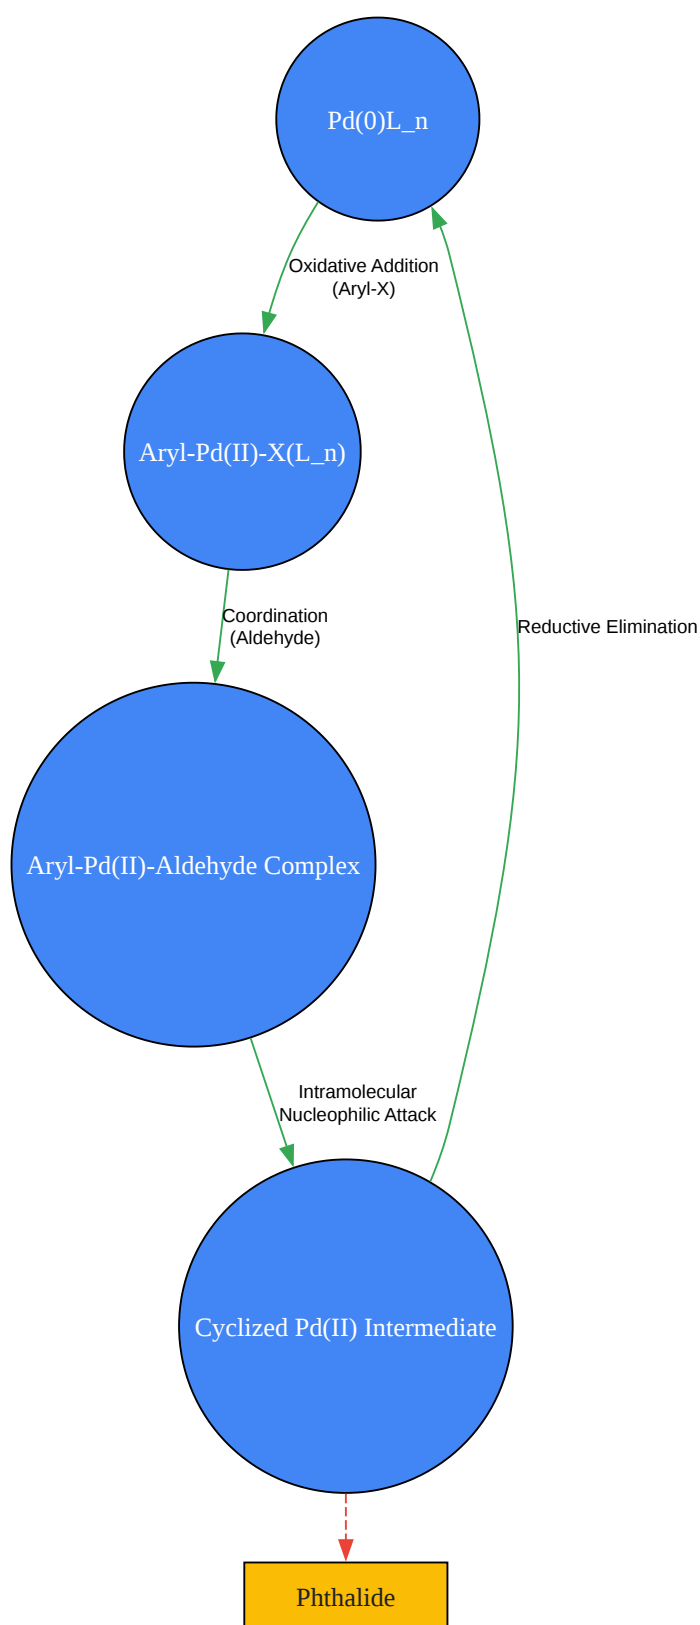 Pd(0)L_n
Oxidative Addition
(Aryl-X)
Aryl-Pd(II)-X(L_n)
Coordination
(Aldehyde)
Reductive Elimination
Aryl-Pd(II)-Aldehyde Complex
Intramolecular
Nucleophilic Attack
Cyclized Pd(II) Intermediate
Phthalide